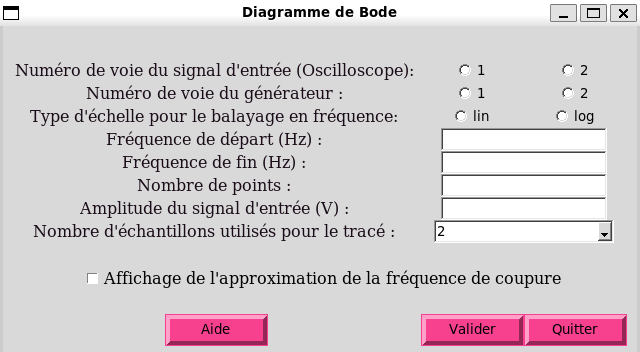 Diagramme de Bode
Numéro de voie du signal d'entrée (Oscilloscope): 1 2
Numéro de voie du générateur : 1 2
Type d'échelle pour le balayage en fréquence: lin log
Fréquence de départ (Hz) :
Fréquence de fin (Hz) :
Nombre de points :
Amplitude du signal d'entrée (V) :
Nombre d'échantillons utilisés pour le tracé : 2
Affichage de l'approximation de la fréquence de coupure
Aide Valider Quitter